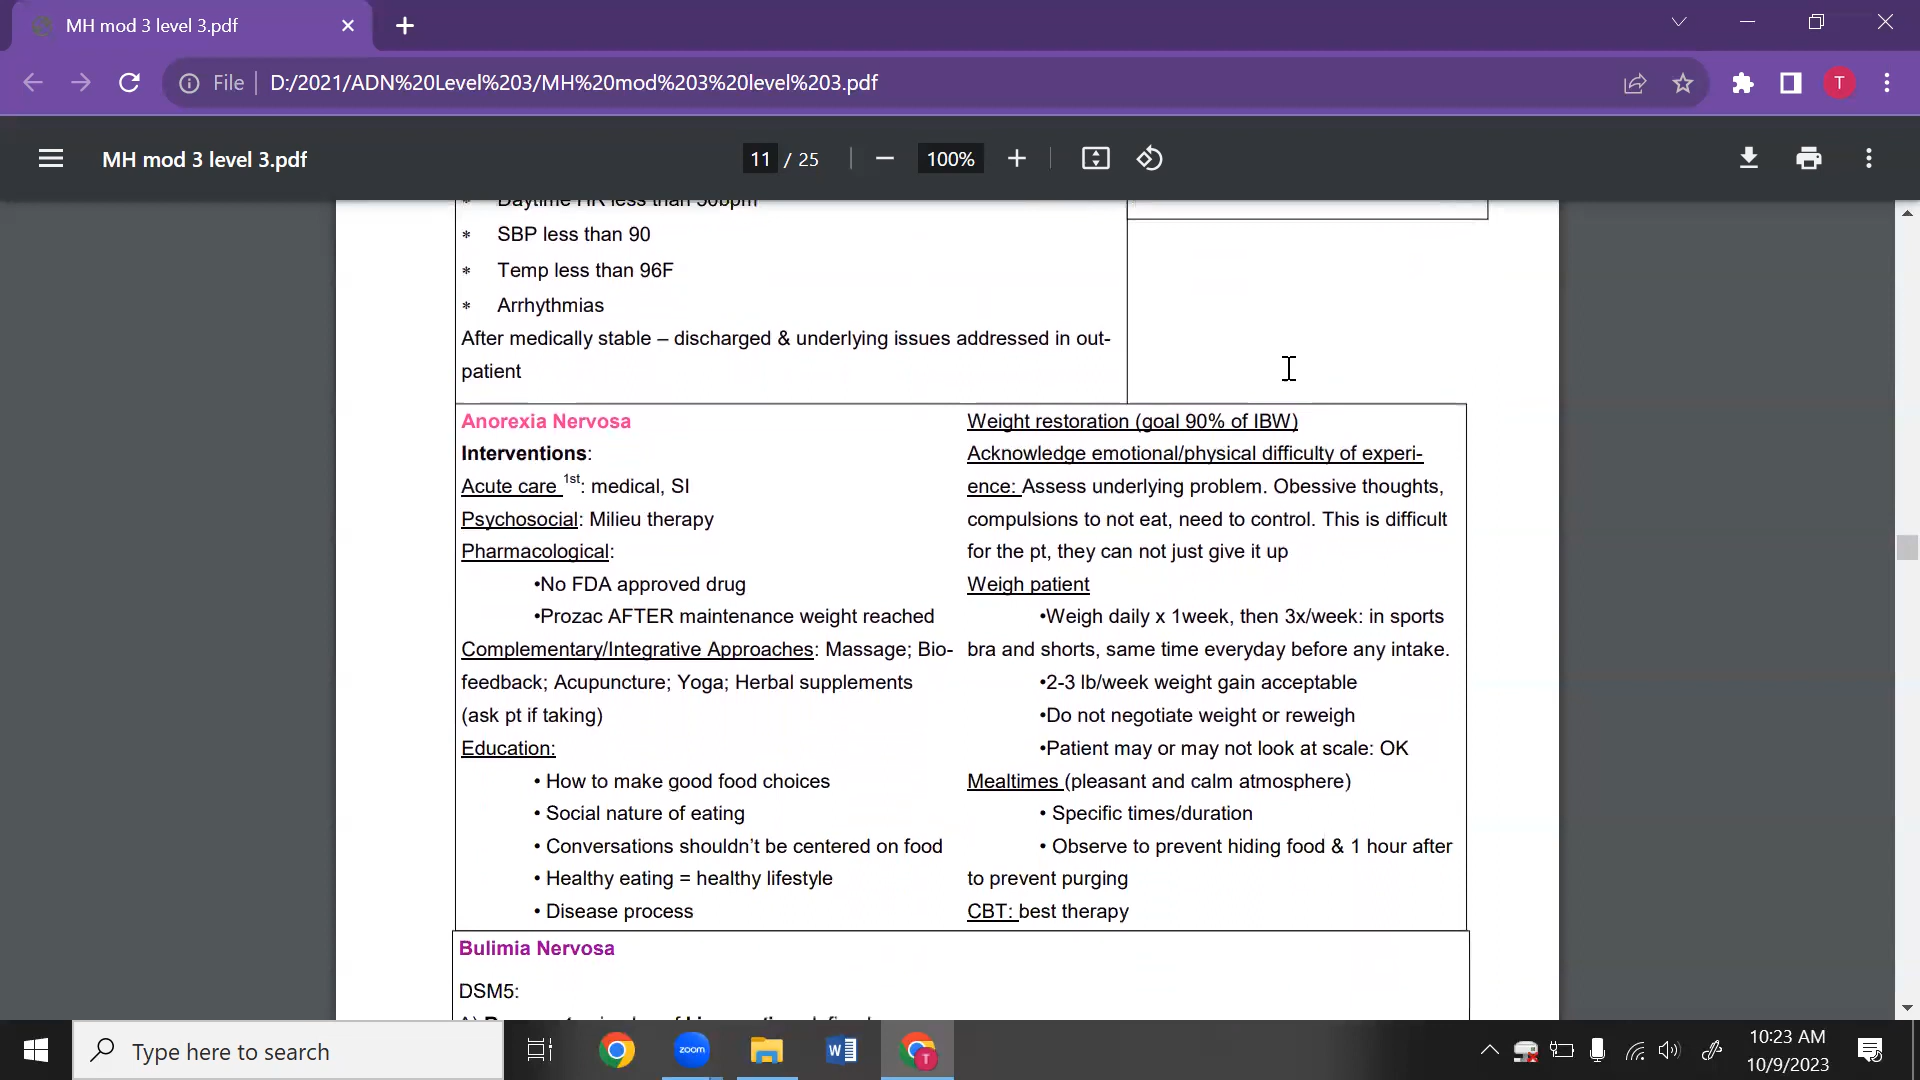 MH mod 3 level 3.pdf
File
D:/2021/ADN%20Level%203/MH%20mod%203%20level%203.pdf
T
MH mod 3 level 3.pdf
11 / 25
100%
* Daytime HR less than 50bpm
* SBP less than 90
* Temp less than 96F
* Arrhythmias
After medically stable – discharged & underlying issues addressed in out-
patient
Anorexia Nervosa
Interventions:
Acute care 1st: medical, SI
Psychosocial: Milieu therapy
Pharmacological:
•No FDA approved drug
•Prozac AFTER maintenance weight reached
Complementary/Integrative Approaches: Massage; Bio-
feedback; Acupuncture; Yoga; Herbal supplements
(ask pt if taking)
Education:
• How to make good food choices
• Social nature of eating
• Conversations shouldn’t be centered on food
• Healthy eating = healthy lifestyle
• Disease process
Weight restoration (goal 90% of IBW)
Acknowledge emotional/physical difficulty of experi-
ence: Assess underlying problem. Obessive thoughts,
compulsions to not eat, need to control. This is difficult
for the pt, they can not just give it up
Weigh patient
•Weigh daily x 1week, then 3x/week: in sports
bra and shorts, same time everyday before any intake.
•2-3 lb/week weight gain acceptable
•Do not negotiate weight or reweigh
•Patient may or may not look at scale: OK
Mealtimes (pleasant and calm atmosphere)
• Specific times/duration
• Observe to prevent hiding food & 1 hour after
to prevent purging
CBT: best therapy
Bulimia Nervosa
DSM5:
Type here to search
zoom
W
T
10:23 AM
10/9/2023